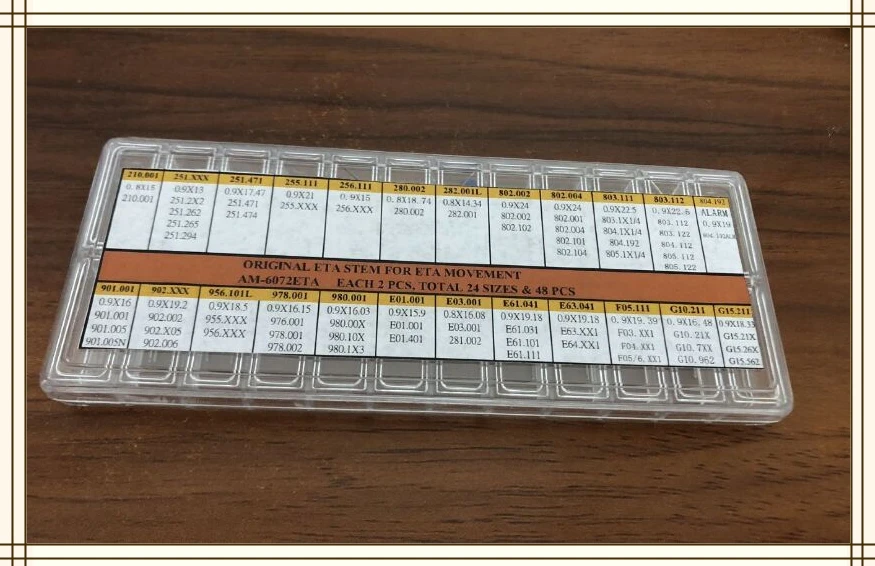 210.001 251.XXX 251.471 255.111 256.111 280.002 282.001L 802.002 802.004 803.111 803.112 804.192
0.8X15 0.9X13 0.9X17.47 0.9X21 0.9X15 0.8X18.74 0.8X14.34 0.9X24 0.9X24 0.9X22.5 0.9X22.6 ALARM
210.001 251.2X2 251.471 255.XXX 256.XXX 280.002 282.001 802.002 802.001 803.1X1/4 803.112 0.9X19
251.262 251.474 802.102 802.004 804.1X1/4 803.122
251.265 802.101 804.192 804.112
251.294 802.104 805.1X1/4 805.112
805.122
ORIGINAL ETA STEM FOR ETA MOVEMENT
AM-6072ETA EACH 2 PCS, TOTAL 24 SIZES & 48 PCS
901.001 902.XXX 956.101L 978.001 980.001 E01.001 E03.001 E61.041 E63.041 F05.111 G10.211 G15.211
0.9X16 0.9X19.2 0.9X18.5 0.9X16.15 0.9X16.03 0.9X15.9 0.8X16.08 0.9X19.18 0.9X19.18 0.9X19.39 0.9X16.48 0.9X18.33
901.001 902.002 955.XXX 976.001 980.00X E01.001 E03.001 E61.031 E63.XX1 F03.XX1 G10.21X G15.21X
901.005 902.X05 956.XXX 978.001 980.10X E01.401 281.002 E61.101 E64.XX1 F04.XX1 G10.7XX G15.26X
901.005N 902.006 978.002 980.1X3 E61.111 F05/6.XX1 G10.962 G15.562